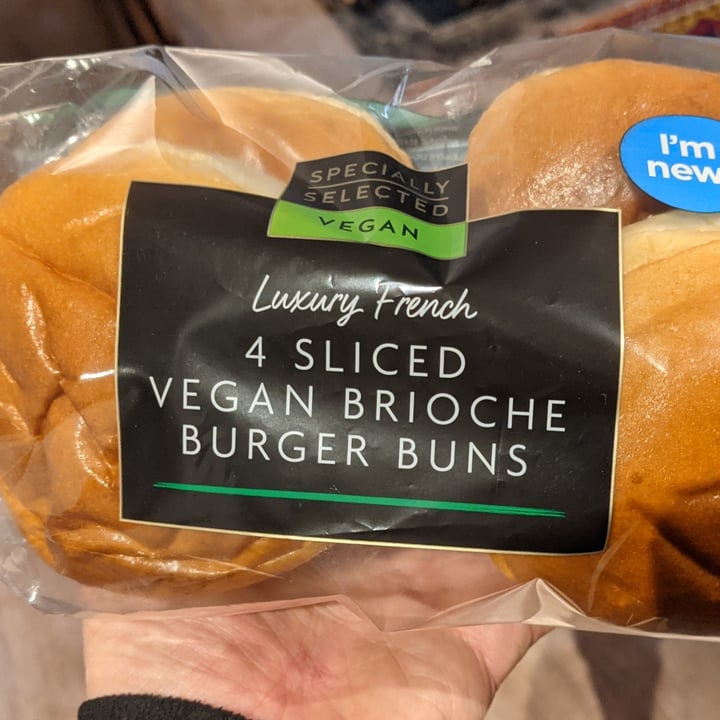 SPECIALLY
SELECTED
VEGAN
I'm
new
Luxury French
4 SLICED
VEGAN BRIOCHE
BURGER BUNS